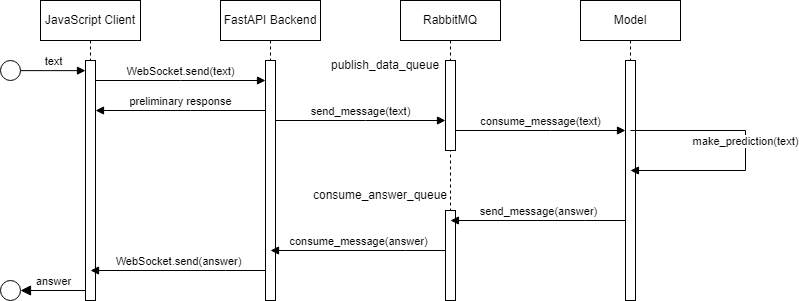 JavaScript Client
FastAPI Backend
RabbitMQ
Model
text
WebSocket.send(text)
publish_data_queue
preliminary response
send_message(text)
consume_message(text)
make_prediction(text)
consume_answer_queue
send_message(answer)
consume_message(answer)
WebSocket.send(answer)
answer